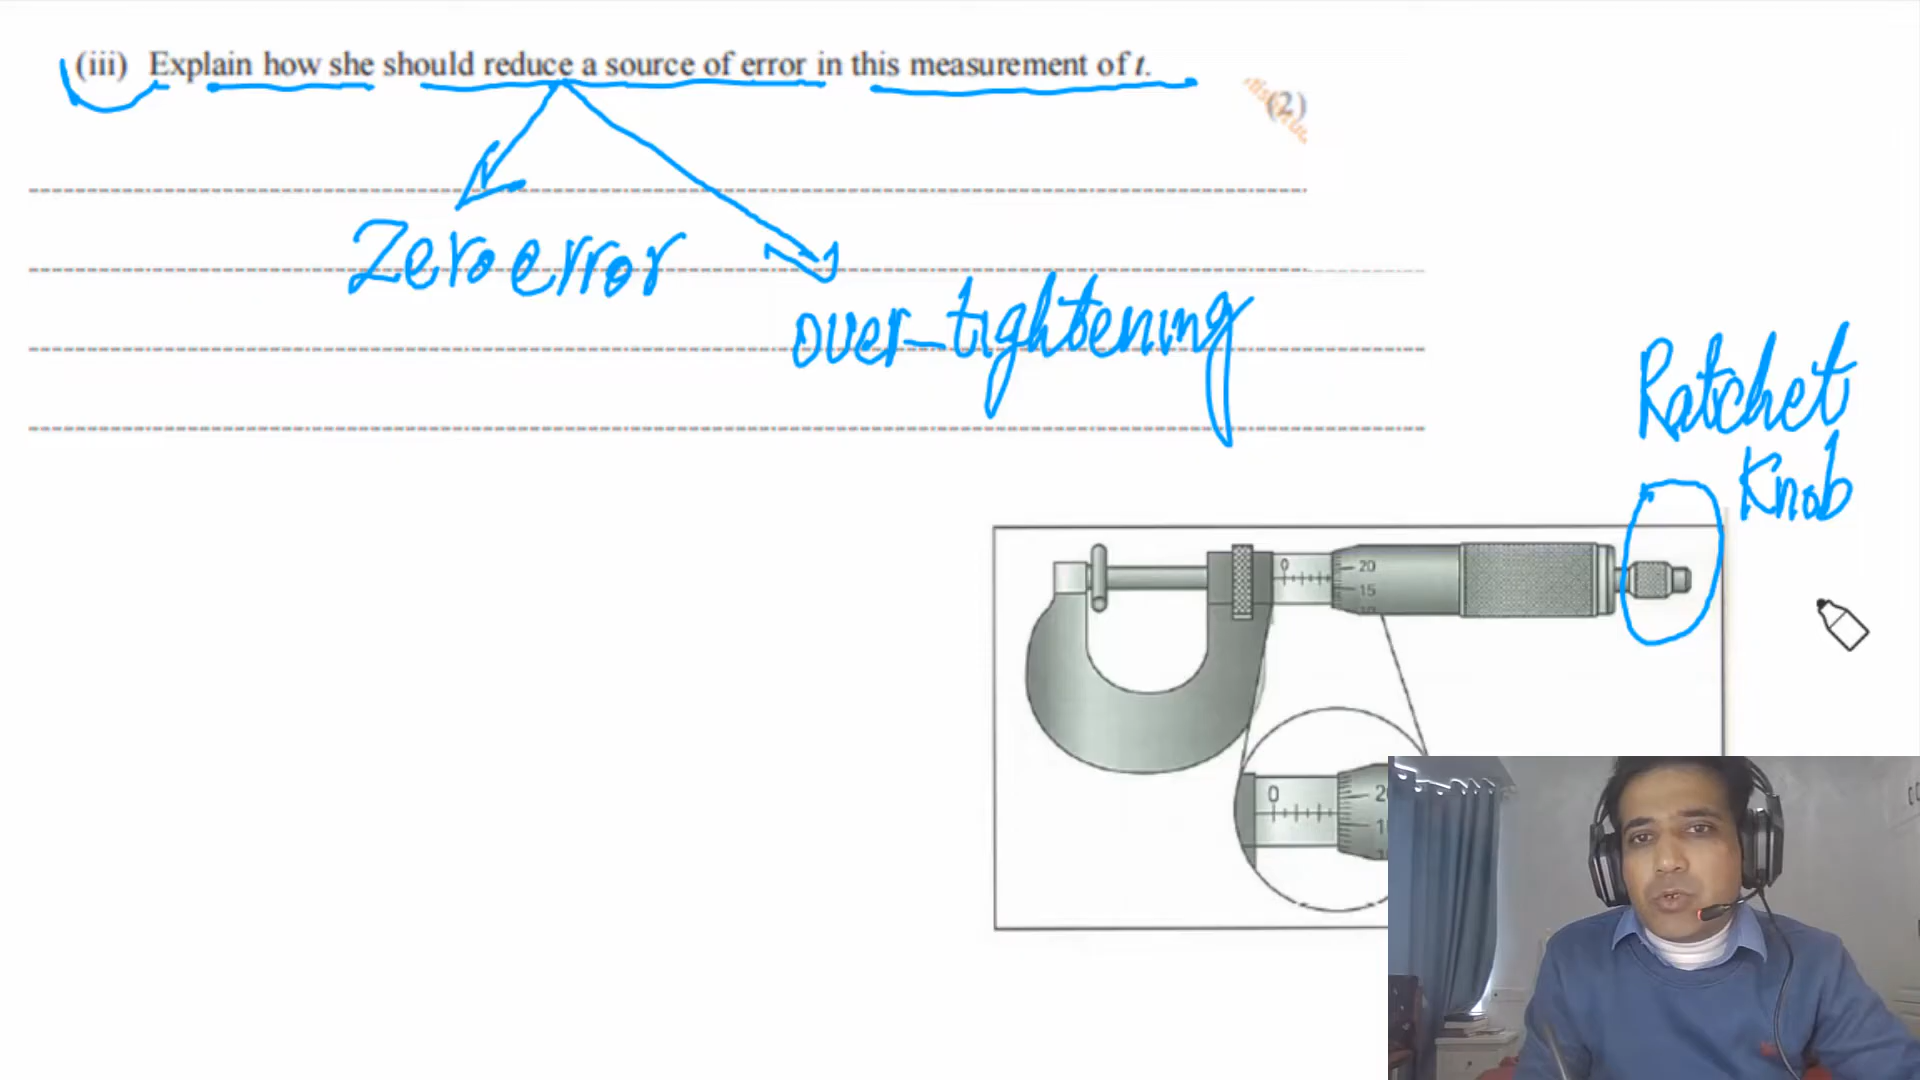 (iii) Explain how she should reduce a source of error in this measurement of t.
(2)
Zero error
over-tightening
Ratchet
Knob
0
20
15
0